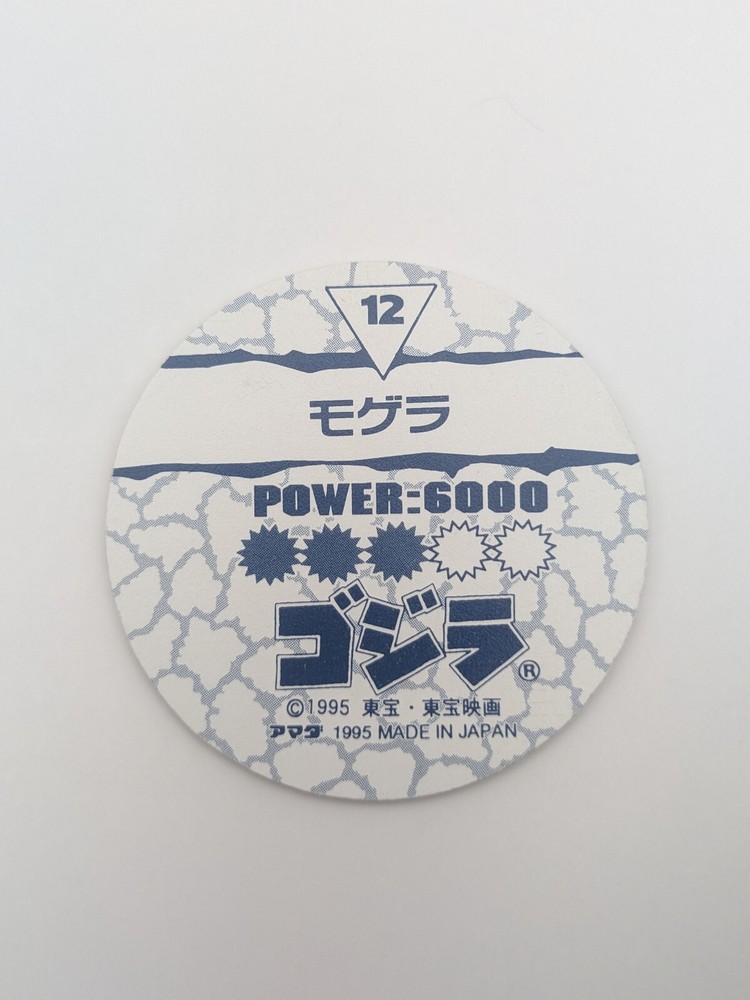 12
モゲラ
POWER:6000
ゴジラ®
©1995 東宝・東宝映画
アマダ 1995 MADE IN JAPAN